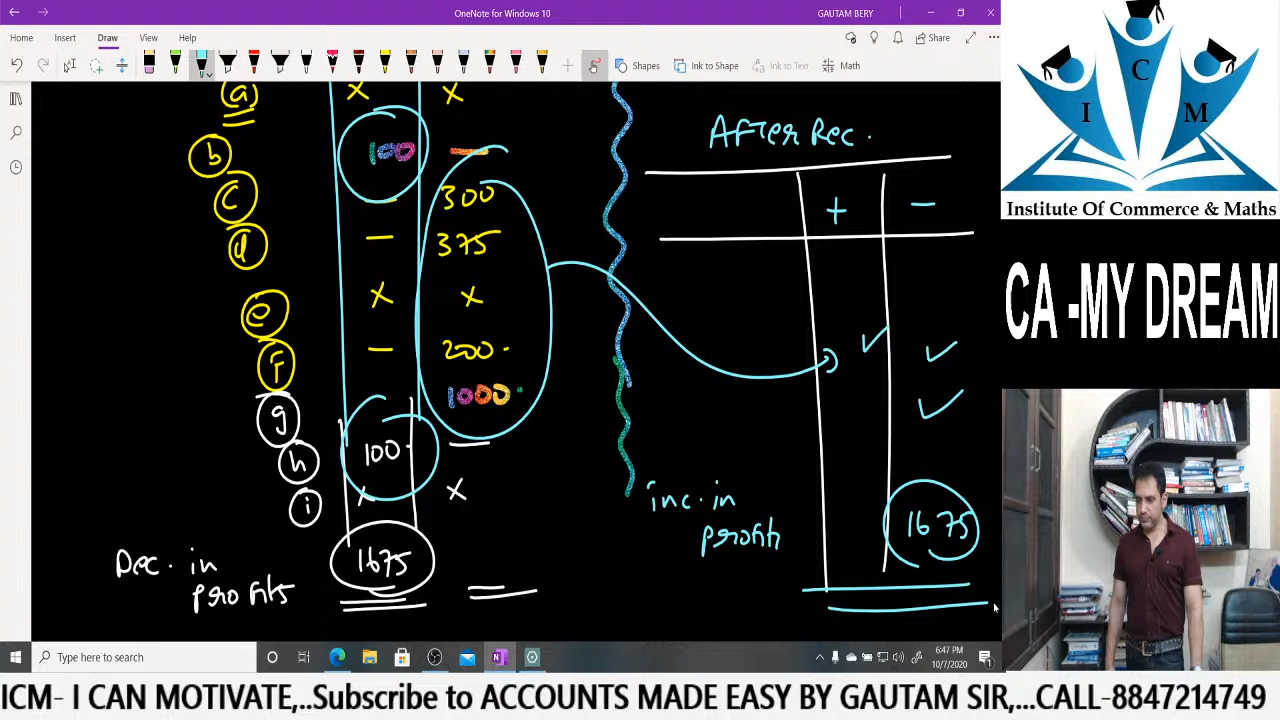 OneNote for Windows 10
GAUTAM BERY
Home Insert Draw View Help
Share
Shapes Ink to Shape Ink to Text Math
(a) × ×
b 100 —
c — 300
d — 375
e × ×
F — 200
g 1000
h 100 —
i × ×
Dec. in profits 1675
After Rec.
+ −
✓ ✓
✓
inc. in profits 1675
I C M
Institute Of Commerce & Maths
CA -MY DREAM
Type here to search
6:47 PM
10/7/2020
ICM- I CAN MOTIVATE,..Subscribe to ACCOUNTS MADE EASY BY GAUTAM SIR,...CALL-8847214749